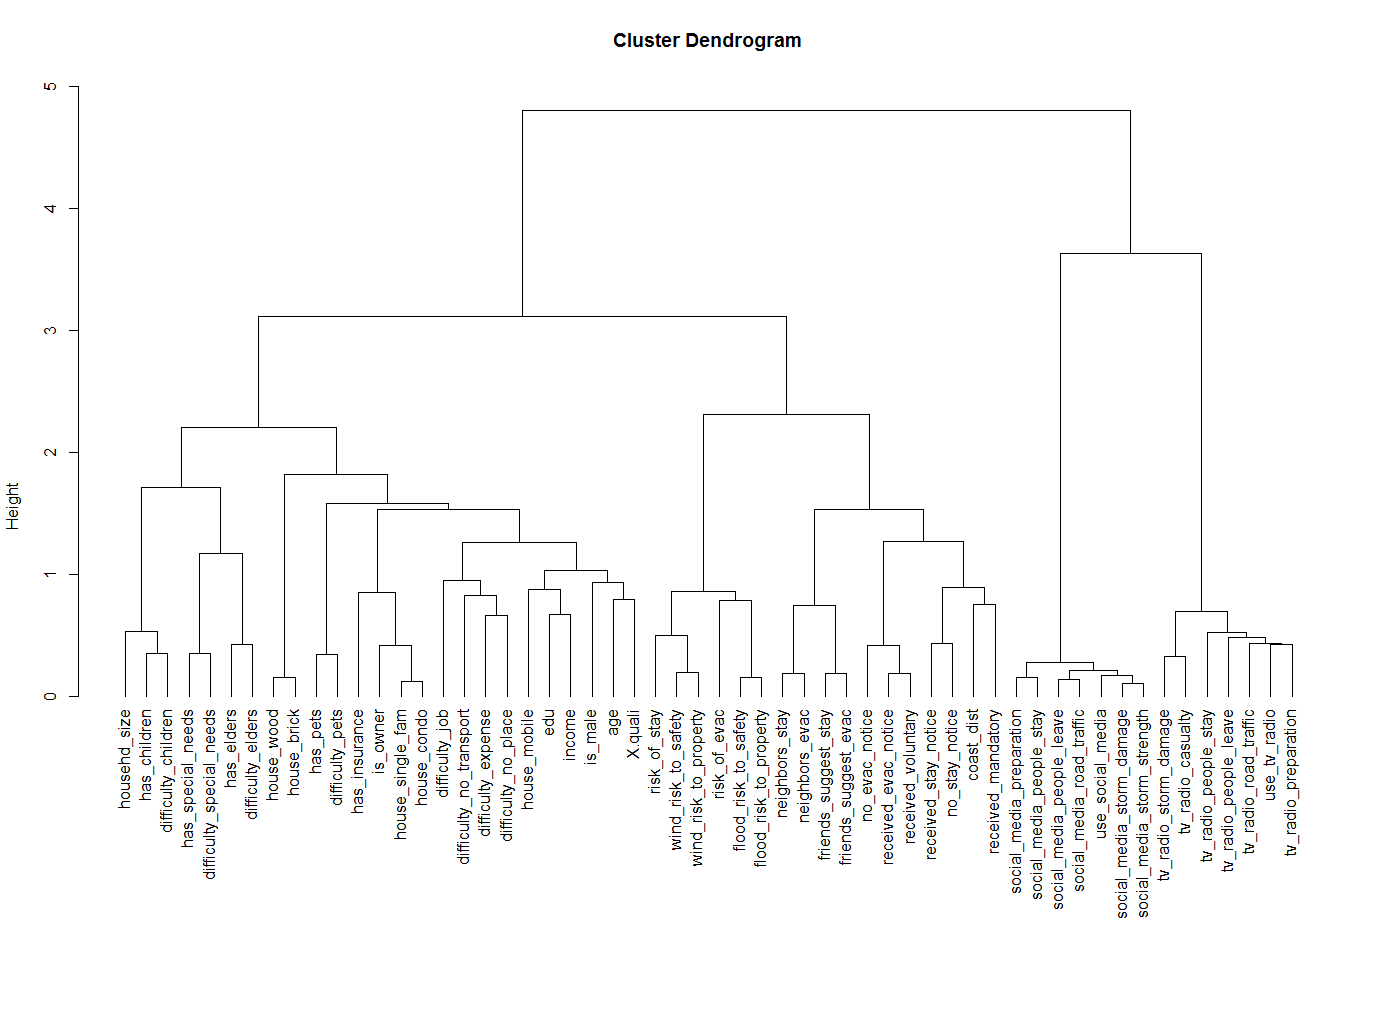 Cluster Dendrogram
Height
5
4
3
2
1
0
househd_size
has_children
difficulty_children
has_special_needs
difficulty_special_needs
has_elders
difficulty_elders
house_wood
house_brick
has_pets
difficulty_pets
has_insurance
is_owner
house_single_fam
house_condo
difficulty_job
difficulty_no_transport
difficulty_expense
difficulty_no_place
house_mobile
edu
income
is_male
age
X.quali
risk_of_stay
wind_risk_to_safety
wind_risk_to_property
risk_of_evac
flood_risk_to_safety
flood_risk_to_property
neighbors_stay
neighbors_evac
friends_suggest_stay
friends_suggest_evac
no_evac_notice
received_evac_notice
received_voluntary
received_stay_notice
no_stay_notice
coast_dist
received_mandatory
social_media_preparation
social_media_people_stay
social_media_people_leave
social_media_road_traffic
use_social_media
social_media_storm_damage
social_media_storm_strength
tv_radio_storm_damage
tv_radio_casualty
tv_radio_people_stay
tv_radio_people_leave
tv_radio_road_traffic
use_tv_radio
tv_radio_preparation